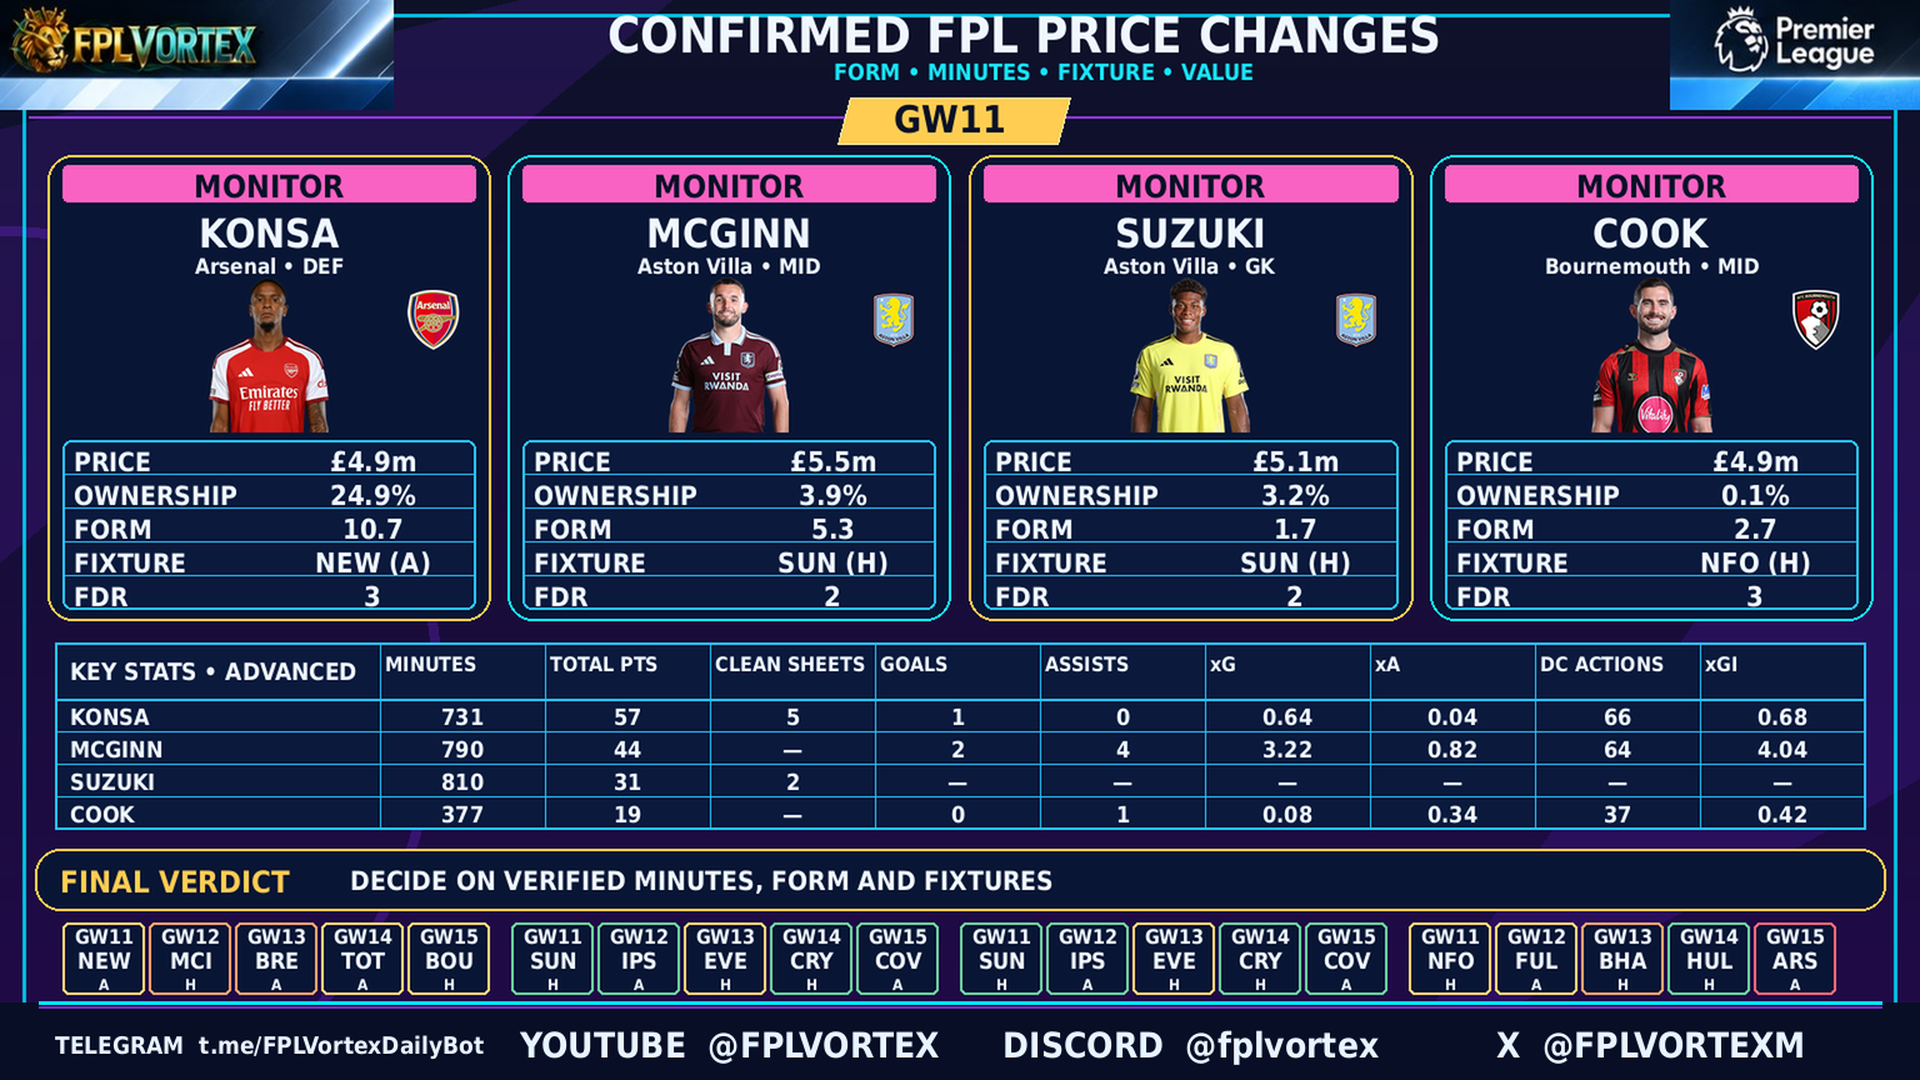 FPLVORTEX
CONFIRMED FPL PRICE CHANGES
FORM • MINUTES • FIXTURE • VALUE
Premier
League
GW11
MONITOR
KONSA
Arsenal • DEF
Arsenal
Emirates
FLY BETTER
PRICE £4.9m
OWNERSHIP 24.9%
FORM 10.7
FIXTURE NEW (A)
FDR 3
MONITOR
MCGINN
Aston Villa • MID
VISIT
RWANDA
PRICE £5.5m
OWNERSHIP 3.9%
FORM 5.3
FIXTURE SUN (H)
FDR 2
MONITOR
SUZUKI
Aston Villa • GK
VISIT
RWANDA
PRICE £5.1m
OWNERSHIP 3.2%
FORM 1.7
FIXTURE SUN (H)
FDR 2
MONITOR
COOK
Bournemouth • MID
Vitality
PRICE £4.9m
OWNERSHIP 0.1%
FORM 2.7
FIXTURE NFO (H)
FDR 3
KEY STATS • ADVANCED MINUTES TOTAL PTS CLEAN SHEETS GOALS ASSISTS xG xA DC ACTIONS xGI
KONSA 731 57 5 1 0 0.64 0.04 66 0.68
MCGINN 790 44 — 2 4 3.22 0.82 64 4.04
SUZUKI 810 31 2 — — — — — —
COOK 377 19 — 0 1 0.08 0.34 37 0.42
FINAL VERDICT DECIDE ON VERIFIED MINUTES, FORM AND FIXTURES
GW11 GW12 GW13 GW14 GW15 GW11 GW12 GW13 GW14 GW15 GW11 GW12 GW13 GW14 GW15 GW11 GW12 GW13 GW14 GW15
NEW MCI BRE TOT BOU SUN IPS EVE CRY COV SUN IPS EVE CRY COV NFO FUL BHA HUL ARS
A H A A H H A H H A H A H H A H A H H A
TELEGRAM t.me/FPLVortexDailyBot YOUTUBE @FPLVORTEX DISCORD @fplvortex X @FPLVORTEXM